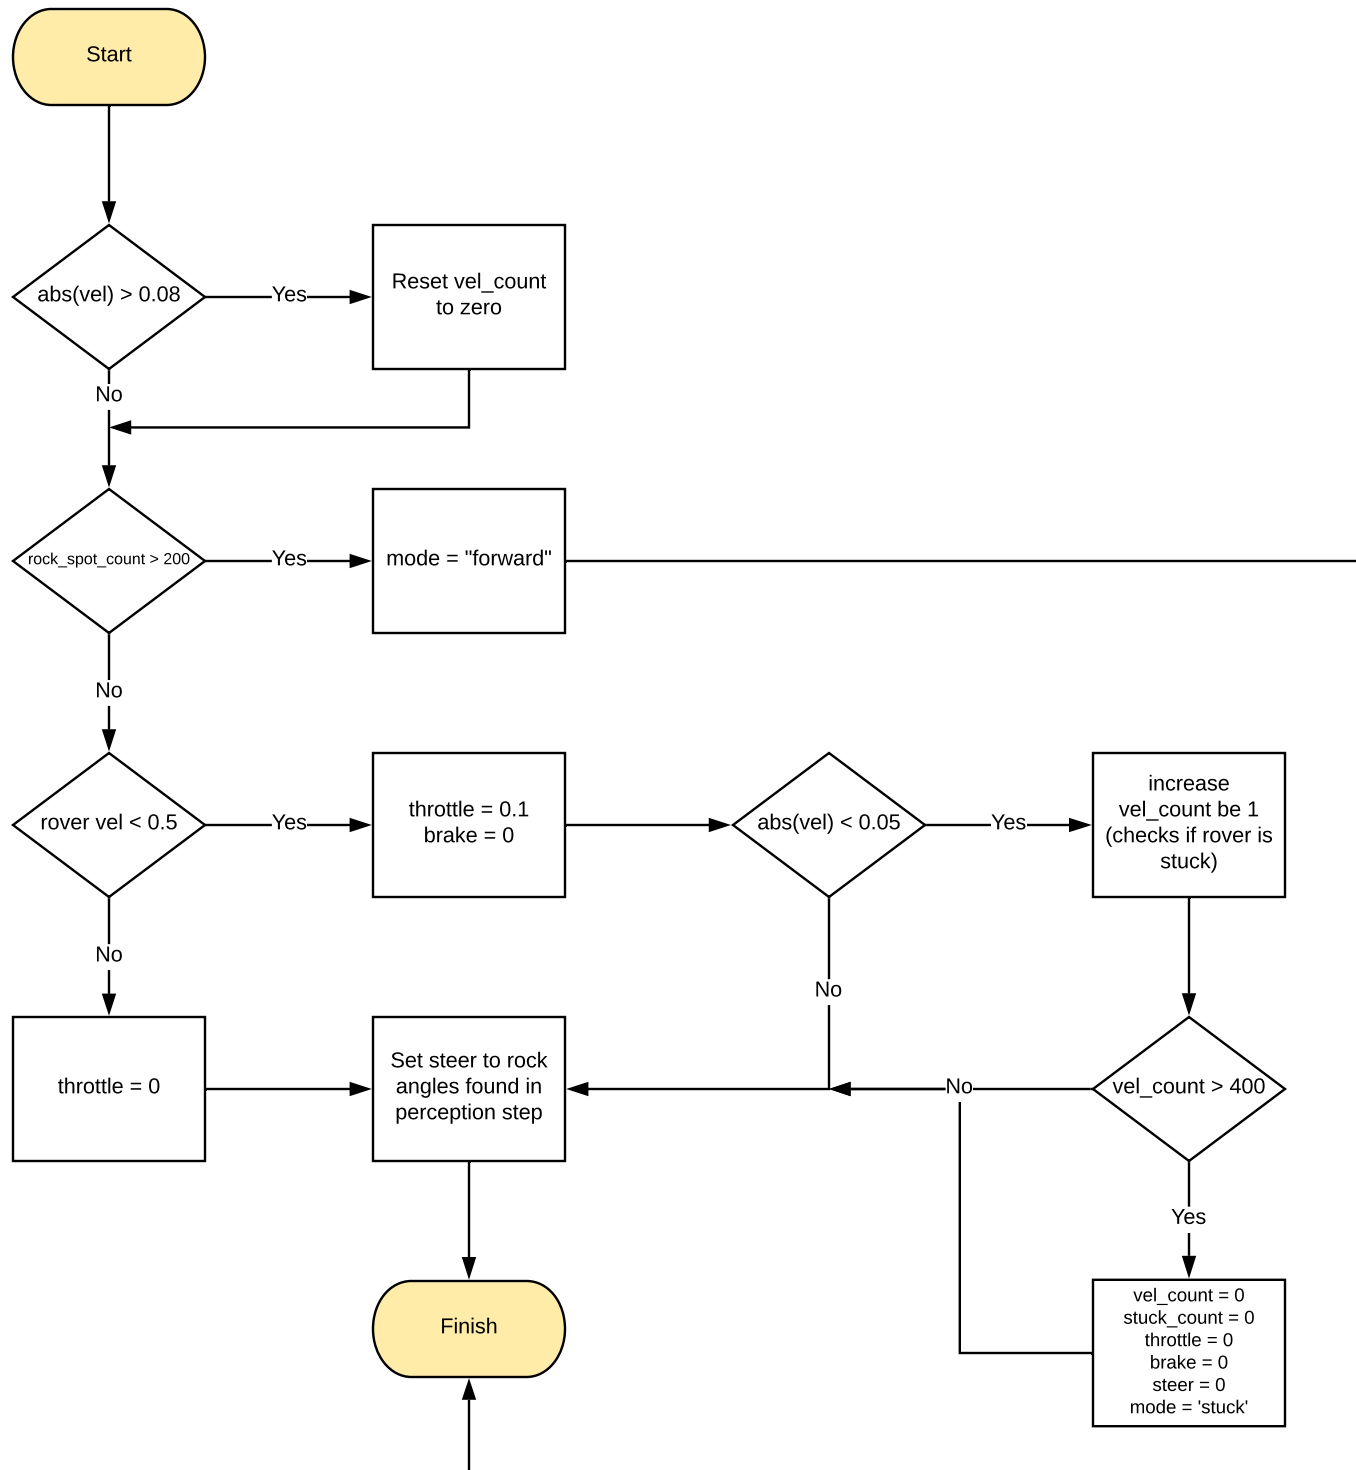 Start
abs(vel) > 0.08
Yes
Reset vel_count
to zero
No
rock_spot_count > 200
Yes
mode = "forward"
No
rover vel < 0.5
Yes
throttle = 0.1
brake = 0
abs(vel) < 0.05
Yes
increase
vel_count be 1
(checks if rover is
stuck)
No
No
throttle = 0
Set steer to rock
angles found in
perception step
No
vel_count > 400
Yes
Finish
vel_count = 0
stuck_count = 0
throttle = 0
brake = 0
steer = 0
mode = 'stuck'